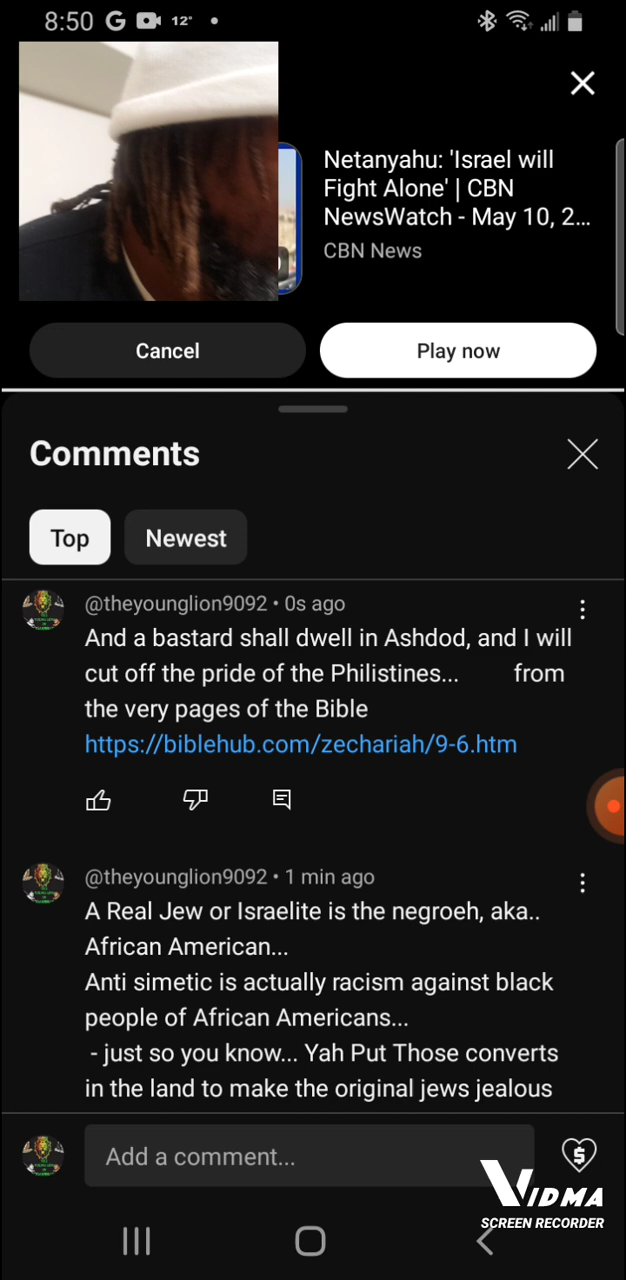 8:50 G 12°
Netanyahu: 'Israel will
Fight Alone' | CBN
NewsWatch - May 10, 2...
CBN News
Cancel
Play now
Comments
Top
Newest
@theyounglion9092 • 0s ago
And a bastard shall dwell in Ashdod, and I will
cut off the pride of the Philistines... from
the very pages of the Bible
https://biblehub.com/zechariah/9-6.htm
@theyounglion9092 • 1 min ago
A Real Jew or Israelite is the negroeh, aka..
African American...
Anti simetic is actually racism against black
people of African Americans...
- just so you know... Yah Put Those converts
in the land to make the original jews jealous
Add a comment...
$
VIDMA
SCREEN RECORDER